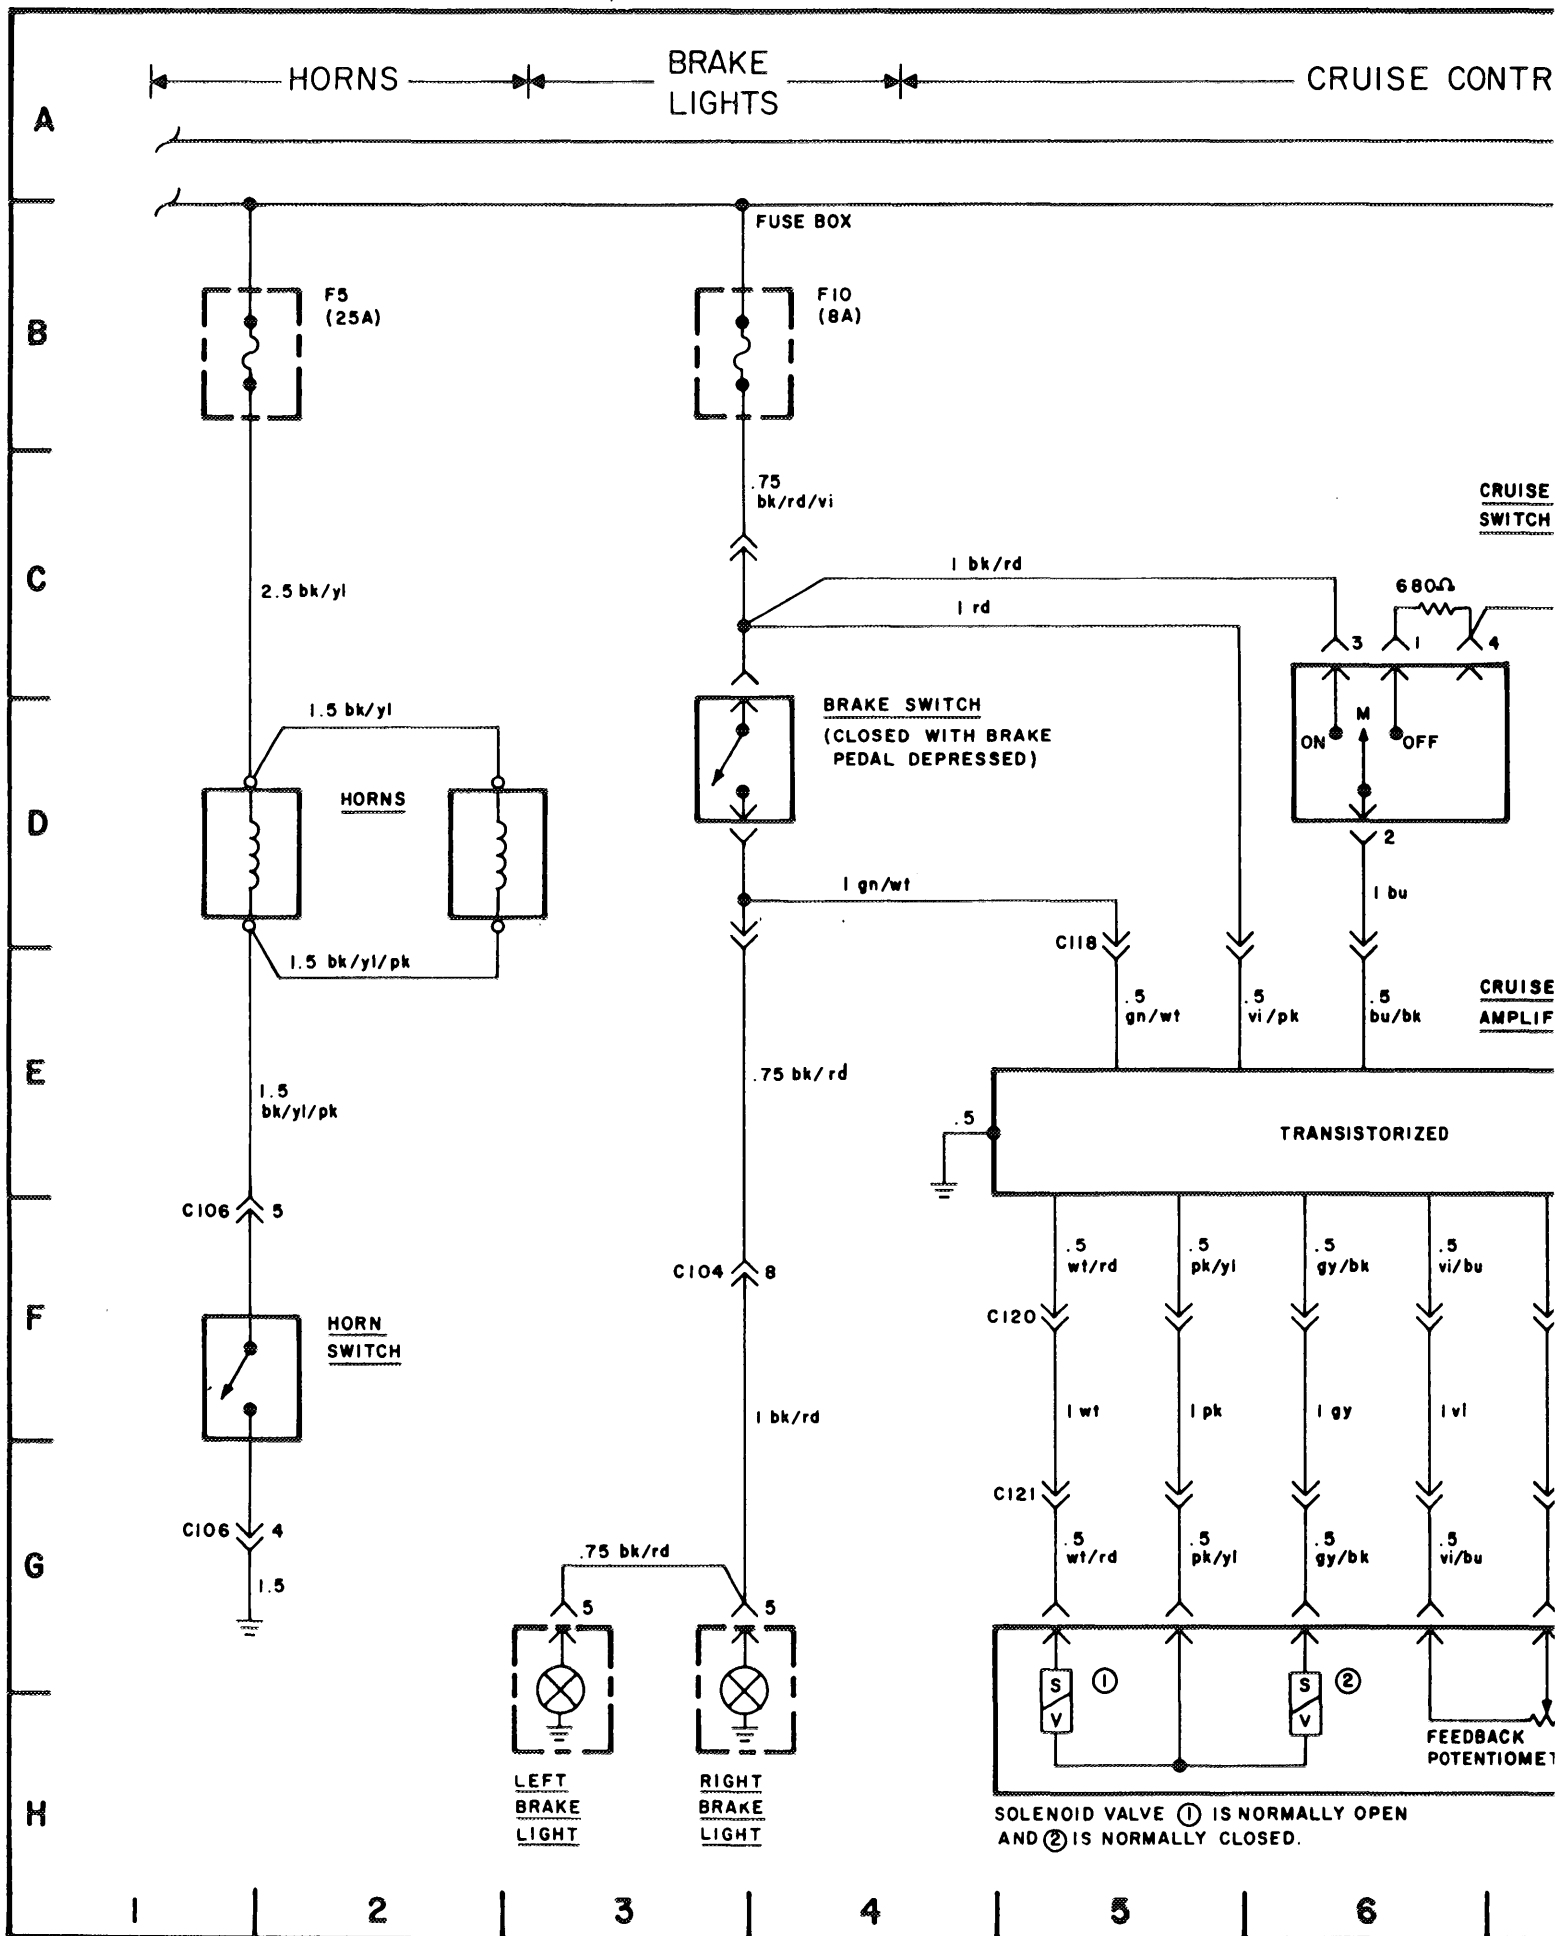 HORNS
BRAKE
LIGHTS
CRUISE CONTR
A
FUSE BOX
F5
(25A)
F10
(8A)
B
.75
bk/rd/vi
CRUISE
SWITCH
C
2.5 bk/yl
1 bk/rd
1 rd
680Ω
3
1
4
1.5 bk/yl
BRAKE SWITCH
(CLOSED WITH BRAKE
PEDAL DEPRESSED)
M
ON
OFF
HORNS
D
2
1 gn/wt
1 bu
C118
1.5 bk/yl/pk
.5
gn/wt
.5
vi/pk
.5
bu/bk
CRUISE
AMPLIF
E
.75 bk/rd
1.5
bk/yl/pk
.5
TRANSISTORIZED
C106
5
C104
8
.5
wt/rd
.5
pk/yl
.5
gy/bk
.5
vi/bu
F
HORN
SWITCH
C120
1 bk/rd
1 wt
1 pk
1 gy
1 vi
C121
C106
4
G
.75 bk/rd
.5
wt/rd
.5
pk/yl
.5
gy/bk
.5
vi/bu
1.5
5
5
S
V
1
S
V
2
FEEDBACK
POTENTIOMET
LEFT
BRAKE
LIGHT
RIGHT
BRAKE
LIGHT
H
SOLENOID VALVE 1 IS NORMALLY OPEN
AND 2 IS NORMALLY CLOSED.
1
2
3
4
5
6